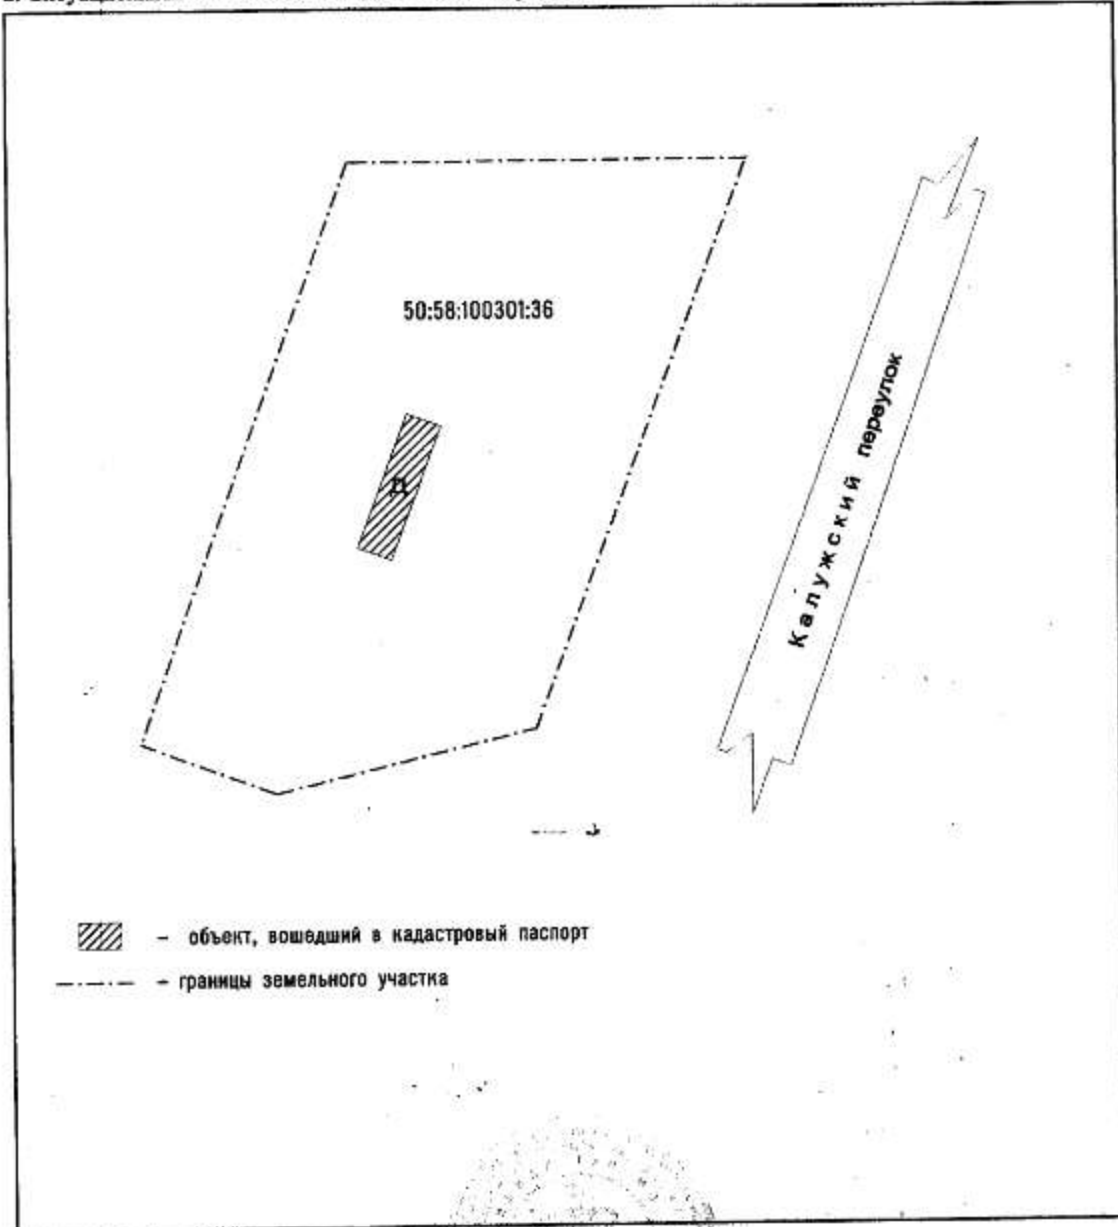 50:58:100301:36
Д
Калужский переулок
- объект, вошедший в кадастровый паспорт
- границы земельного участка